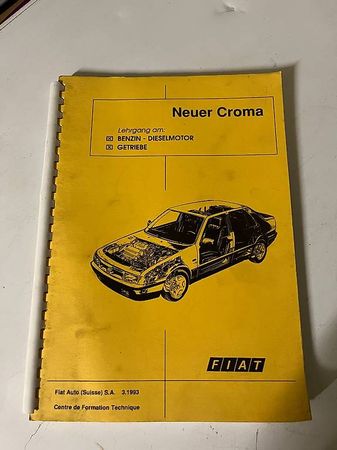 Neuer Croma
Lehrgang am:
☒ BENZIN - DIESELMOTOR
☒ GETRIEBE
FIAT
Fiat Auto (Suisse) S.A. 3.1993
Centre de Formation Technique